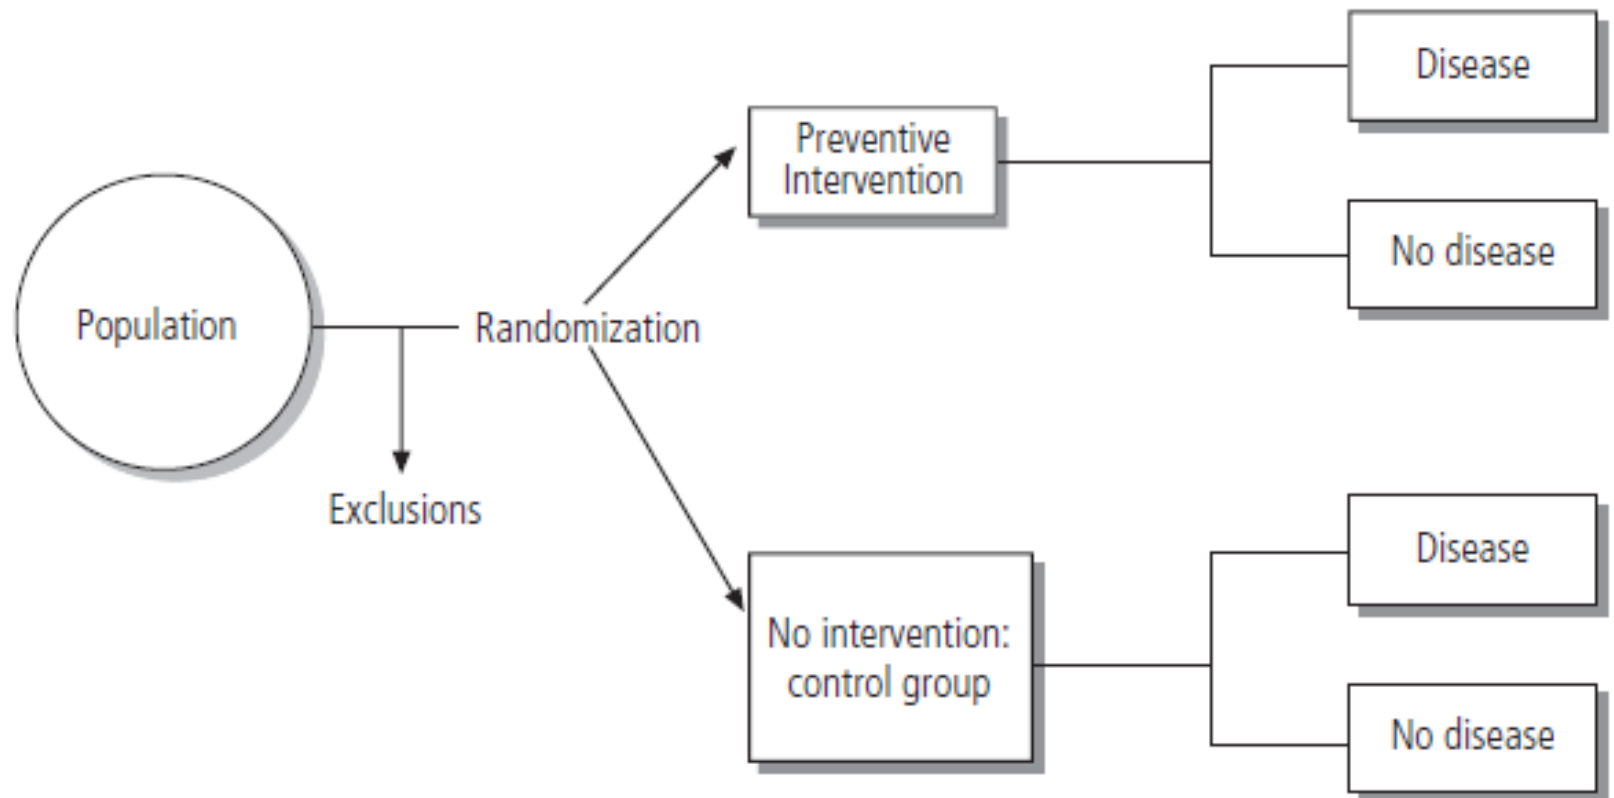 Population
Exclusions
Randomization
Preventive
Intervention
Disease
No disease
No intervention:
control group
Disease
No disease